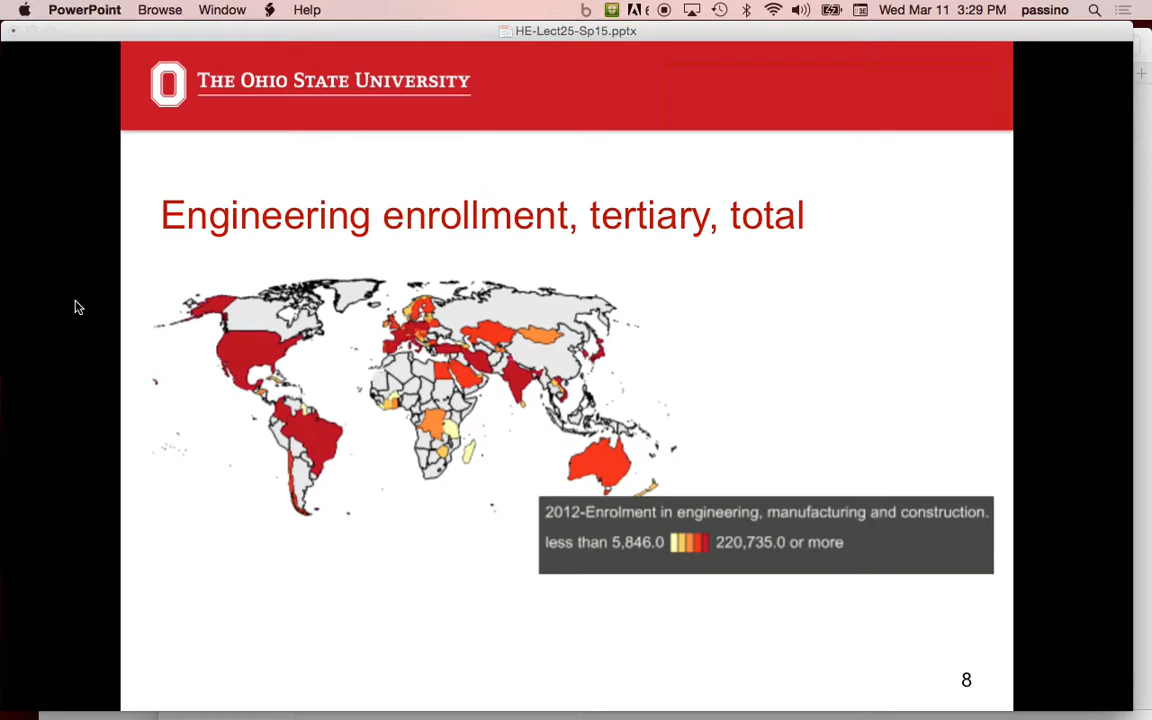 PowerPoint Browse Window Help Wed Mar 11 3:29 PM passino
HE-Lect25-Sp15.pptx
THE OHIO STATE UNIVERSITY
Engineering enrollment, tertiary, total
2012-Enrolment in engineering, manufacturing and construction.
less than 5,846.0 220,735.0 or more
8